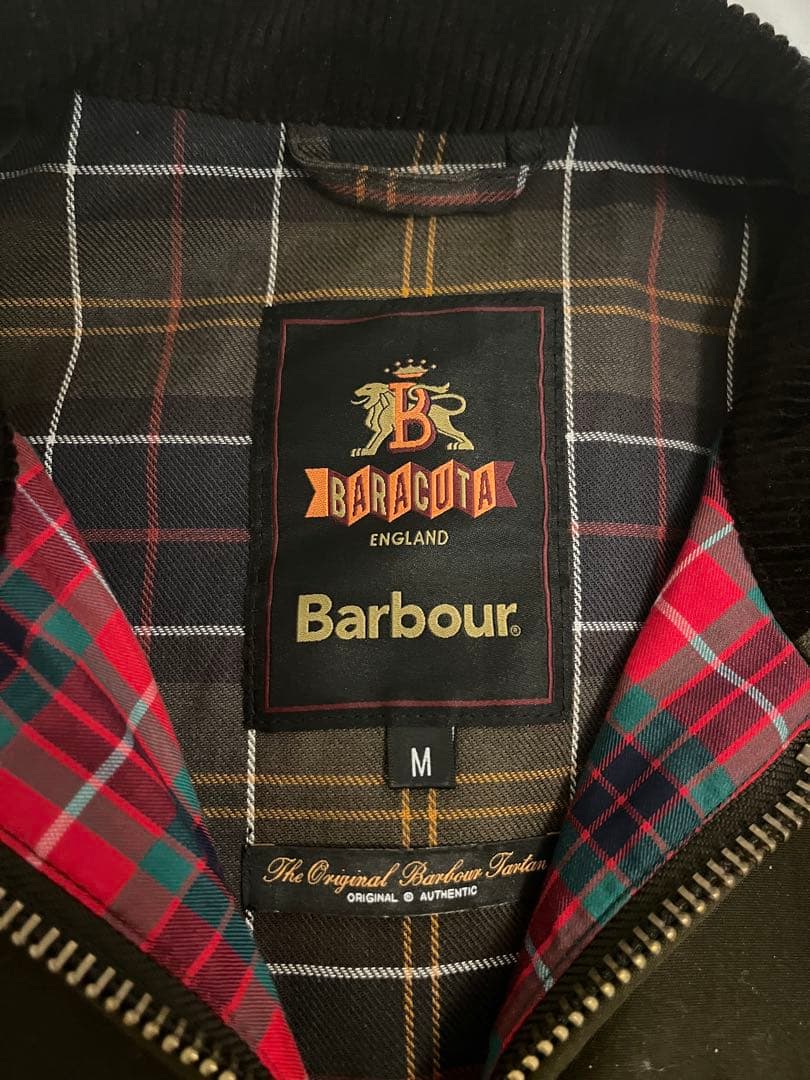 B
BARACUTA
ENGLAND
Barbour®
M
The Original Barbour Tartan
ORIGINAL © AUTHENTIC